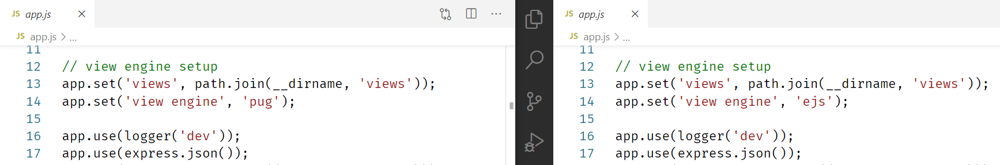 JS app.js
JS app.js > ...
11
12 // view engine setup
13 app.set('views', path.join(__dirname, 'views'));
14 app.set('view engine', 'pug');
15
16 app.use(logger('dev'));
17 app.use(express.json());
JS app.js
JS app.js > ...
11
12 // view engine setup
13 app.set('views', path.join(__dirname, 'views'));
14 app.set('view engine', 'ejs');
15
16 app.use(logger('dev'));
17 app.use(express.json());